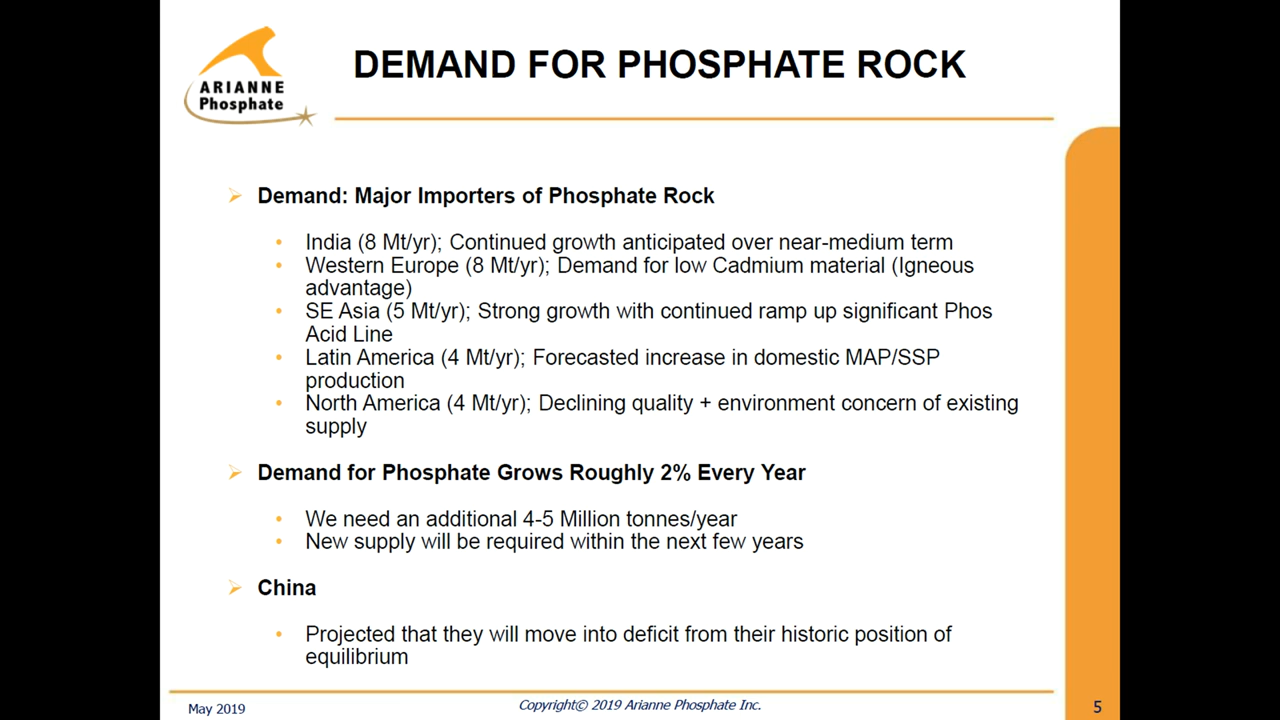 ARIANNE
Phosphate
DEMAND FOR PHOSPHATE ROCK
Demand: Major Importers of Phosphate Rock
• India (8 Mt/yr); Continued growth anticipated over near-medium term
• Western Europe (8 Mt/yr); Demand for low Cadmium material (Igneous
advantage)
• SE Asia (5 Mt/yr); Strong growth with continued ramp up significant Phos
Acid Line
• Latin America (4 Mt/yr); Forecasted increase in domestic MAP/SSP
production
• North America (4 Mt/yr); Declining quality + environment concern of existing
supply
Demand for Phosphate Grows Roughly 2% Every Year
• We need an additional 4-5 Million tonnes/year
• New supply will be required within the next few years
China
• Projected that they will move into deficit from their historic position of
equilibrium
May 2019
Copyright© 2019 Arianne Phosphate Inc.
5